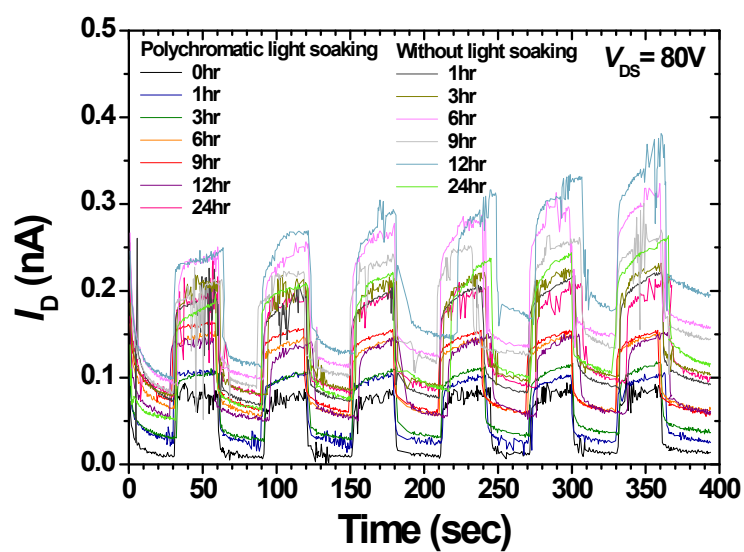 0.5
0.4
0.3
0.2
0.1
0.0
I_D (nA)
Polychromatic light soaking
0hr
1hr
3hr
6hr
9hr
12hr
24hr
Without light soaking
1hr
3hr
6hr
9hr
12hr
24hr
V_DS = 80V
0 50 100 150 200 250 300 350 400
Time (sec)